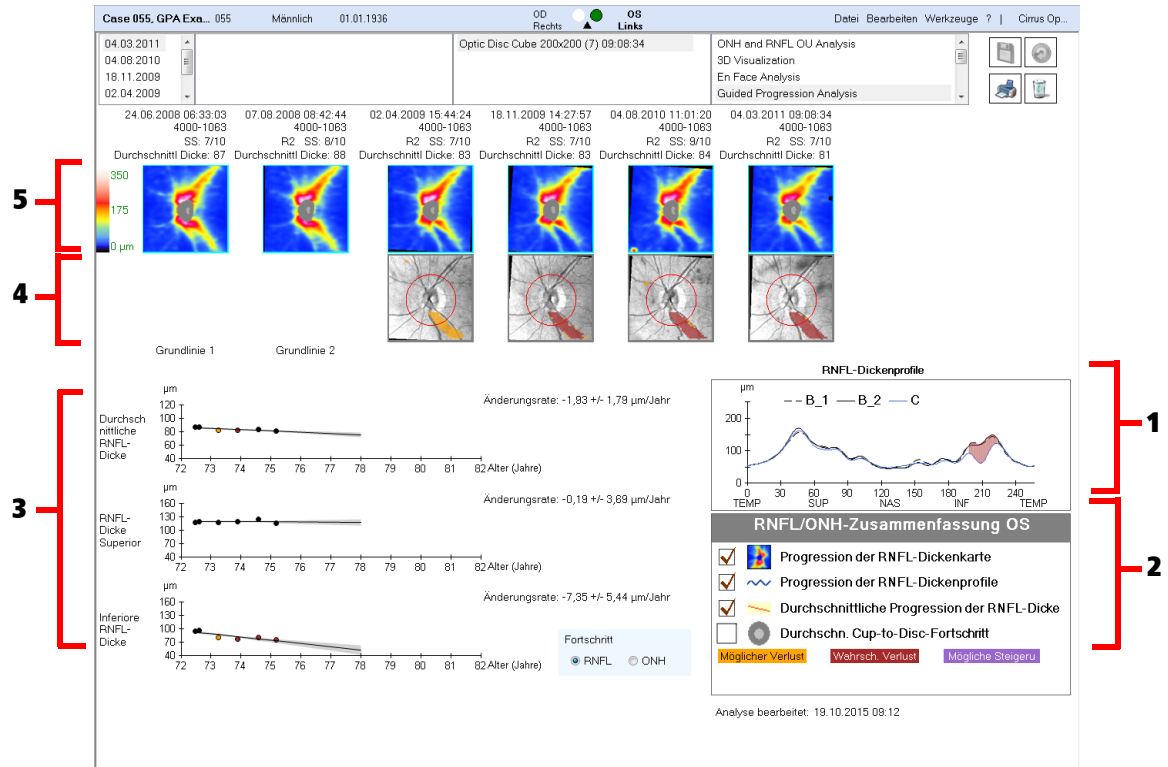 Case 055, GPA Exa... 055 Männlich 01.01.1936 OD Rechts OS Links Datei Bearbeiten Werkzeuge ? | Cirrus Op...
04.03.2011
04.08.2010
18.11.2009
02.04.2009
Optic Disc Cube 200x200 (7) 09:08:34
ONH and RNFL OU Analysis
3D Visualization
En Face Analysis
Guided Progression Analysis
24.06.2008 06:33:03 07.08.2008 08:42:44 02.04.2009 15:44:24 18.11.2009 14:27:57 04.08.2010 11:01:20 04.03.2011 09:08:34
4000-1063 4000-1063 4000-1063 4000-1063 4000-1063 4000-1063
SS: 7/10 R2 SS: 8/10 R2 SS: 7/10 R2 SS: 7/10 R2 SS: 9/10 R2 SS: 7/10
Durchschnittl Dicke: 87 Durchschnittl Dicke: 88 Durchschnittl Dicke: 83 Durchschnittl Dicke: 83 Durchschnittl Dicke: 84 Durchschnittl Dicke: 81
5
350
175
0 µm
4
Grundlinie 1 Grundlinie 2
3
µm
Durchsch
nittliche
RNFL-
Dicke
120
100
80
60
40
72 73 74 75 76 77 78 79 80 81 82 Alter (Jahre)
Änderungsrate: -1,93 +/- 1,79 µm/Jahr
µm
RNFL-
Dicke
Superior
160
130
100
70
40
72 73 74 75 76 77 78 79 80 81 82 Alter (Jahre)
Änderungsrate: -0,19 +/- 3,69 µm/Jahr
µm
Inferiore
RNFL-
Dicke
160
130
100
70
40
72 73 74 75 76 77 78 79 80 81 82 Alter (Jahre)
Änderungsrate: -7,35 +/- 5,44 µm/Jahr
Fortschritt
RNFL ONH
RNFL-Dickenprofile
µm
B_1 B_2 C
200
100
0
0 30 60 90 120 150 180 210 240
TEMP SUP NAS INF TEMP
1
RNFL/ONH-Zusammenfassung OS
Progression der RNFL-Dickenkarte
Progression der RNFL-Dickenprofile
Durchschnittliche Progression der RNFL-Dicke
Durchschn. Cup-to-Disc-Fortschritt
Möglicher Verlust Wahrsch. Verlust Mögliche Steigeru
2
Analyse bearbeitet: 19.10.2015 09:12